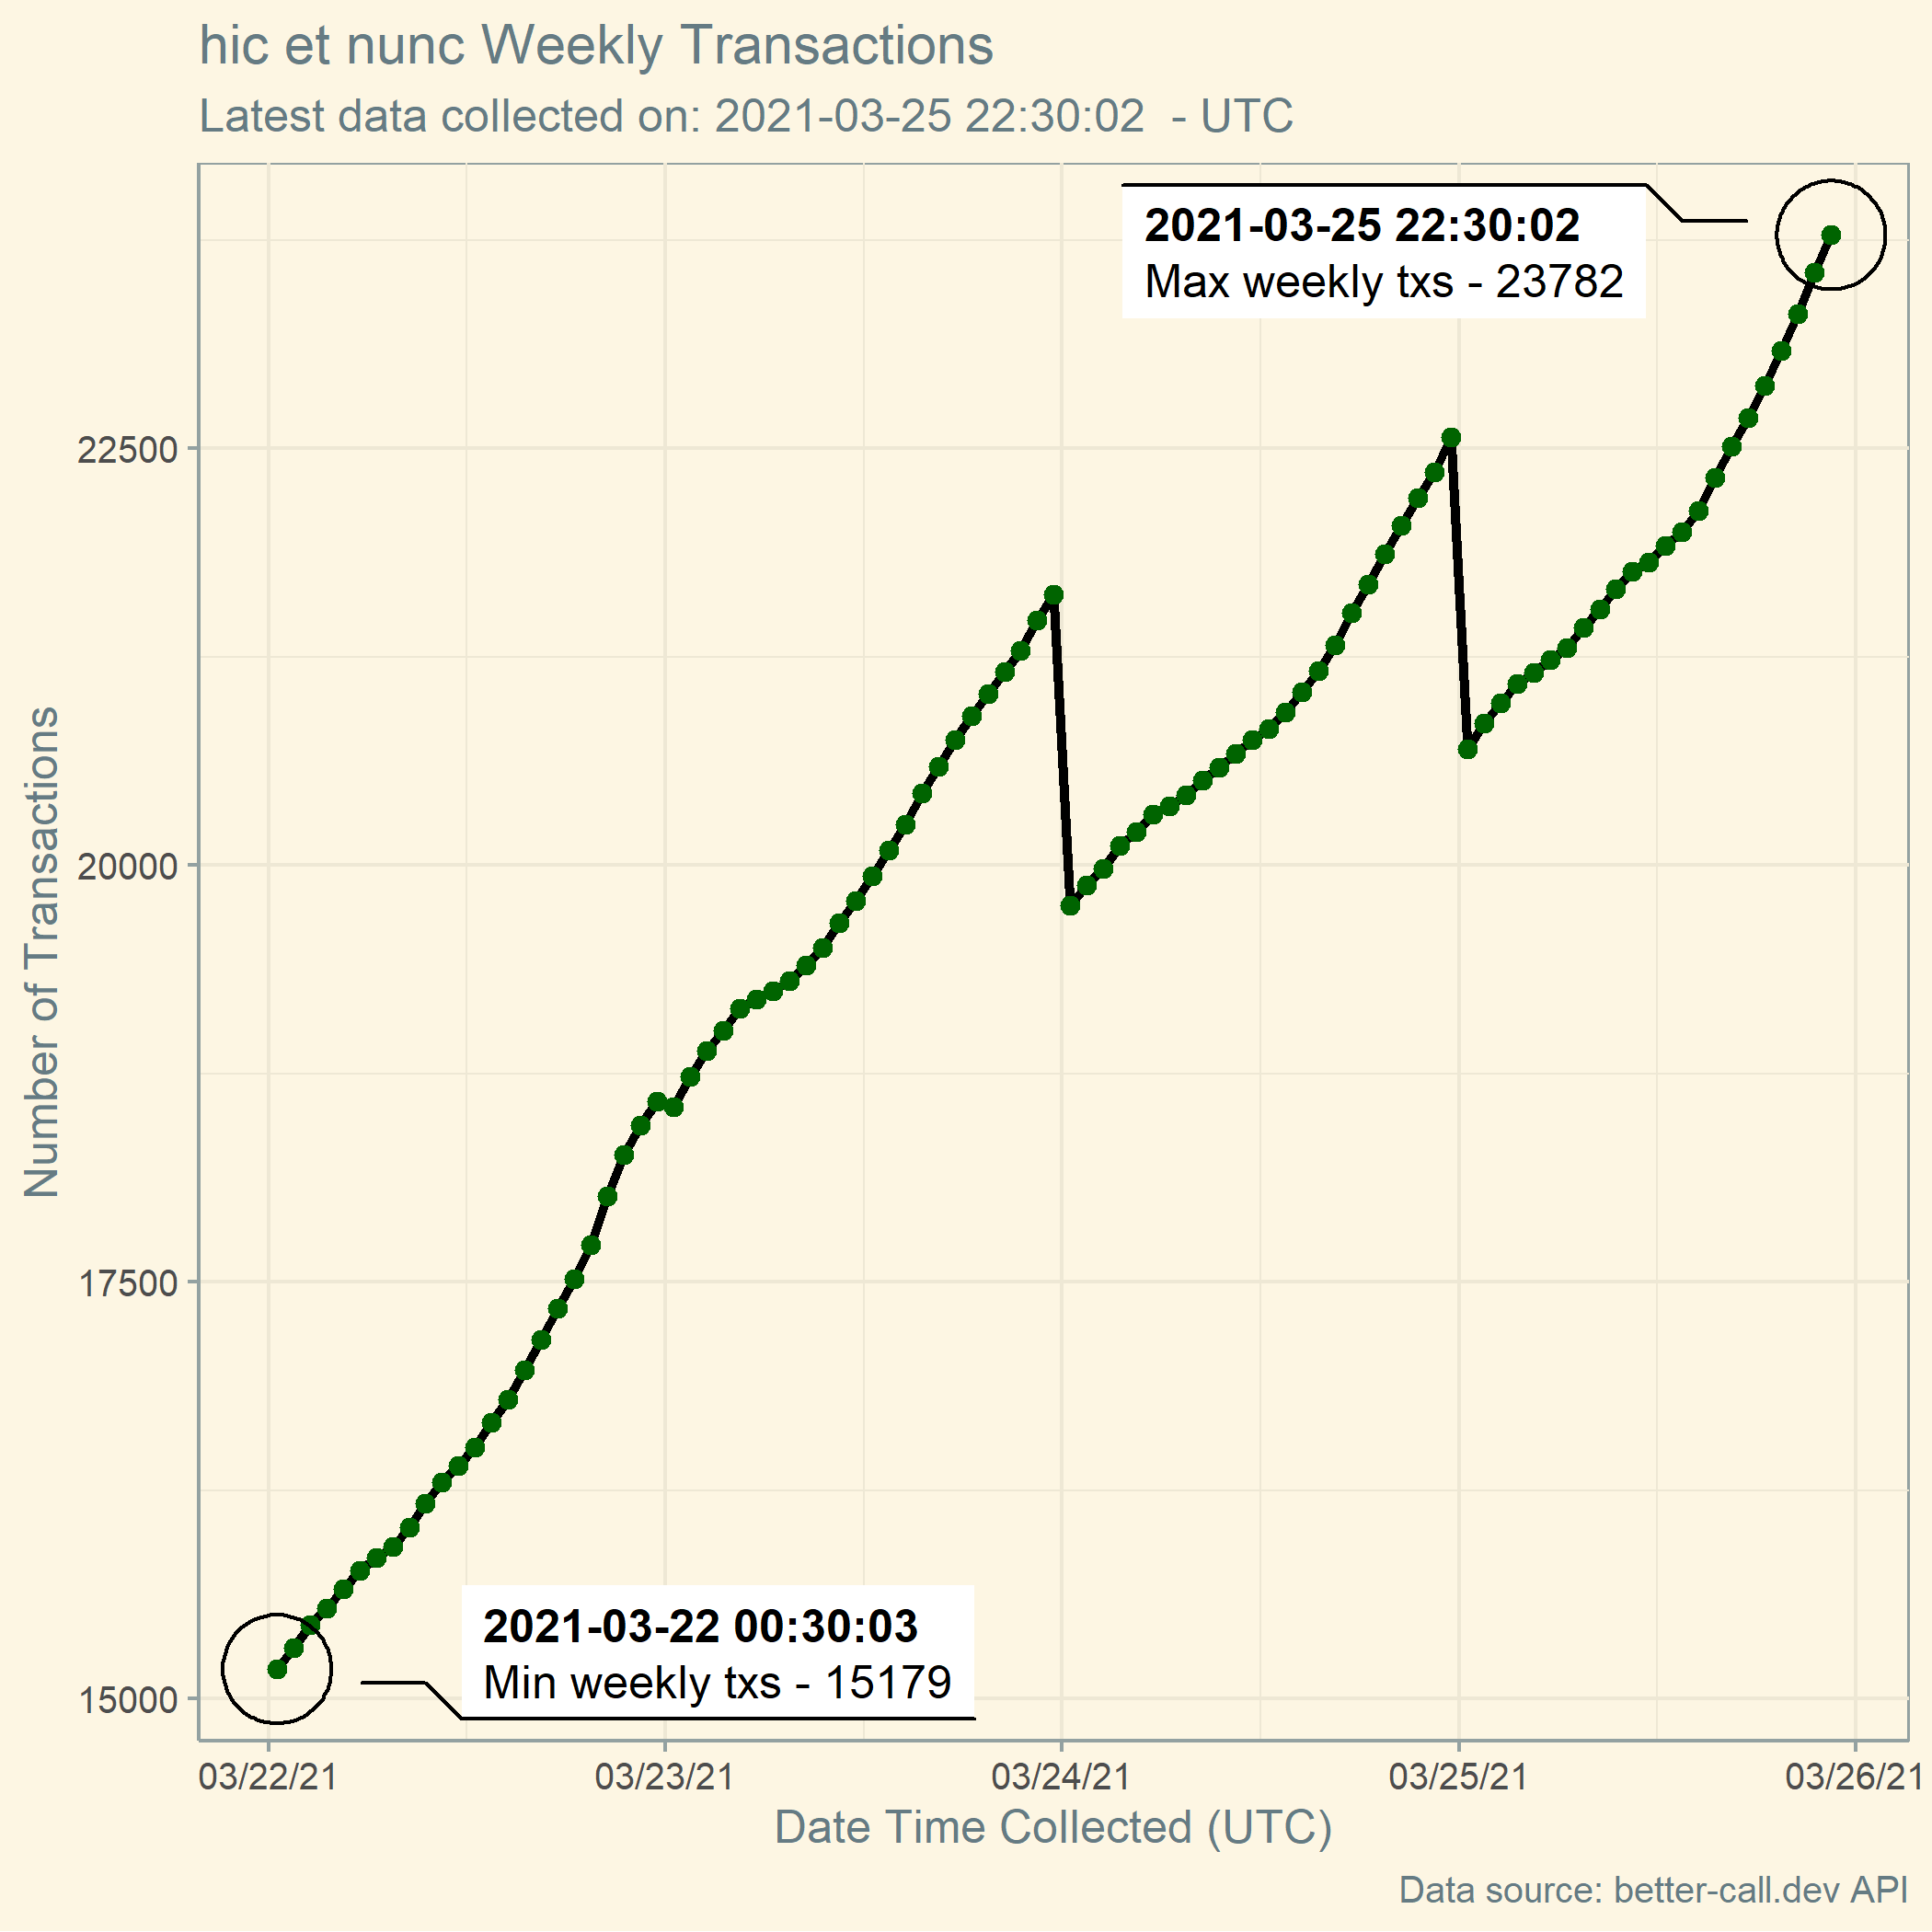 hic et nunc Weekly Transactions
Latest data collected on: 2021-03-25 22:30:02  - UTC
2021-03-25 22:30:02
Max weekly txs - 23782
Number of Transactions
22500
20000
17500
15000
2021-03-22 00:30:03
Min weekly txs - 15179
03/22/21 03/23/21 03/24/21 03/25/21 03/26/21
Date Time Collected (UTC)
Data source: better-call.dev API